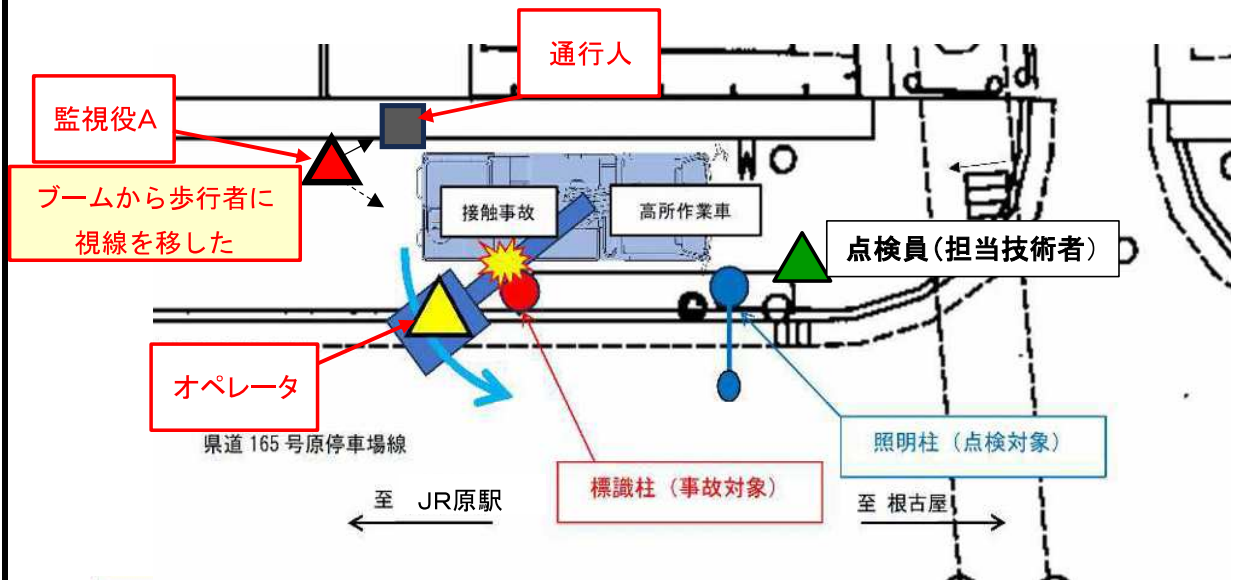 通行人
監視役A
ブームから歩行者に
視線を移した
接触事故
高所作業車
点検員(担当技術者)
オペレータ
県道165号原停車場線
照明柱(点検対象)
標識柱(事故対象)
至 JR原駅
至 根古屋